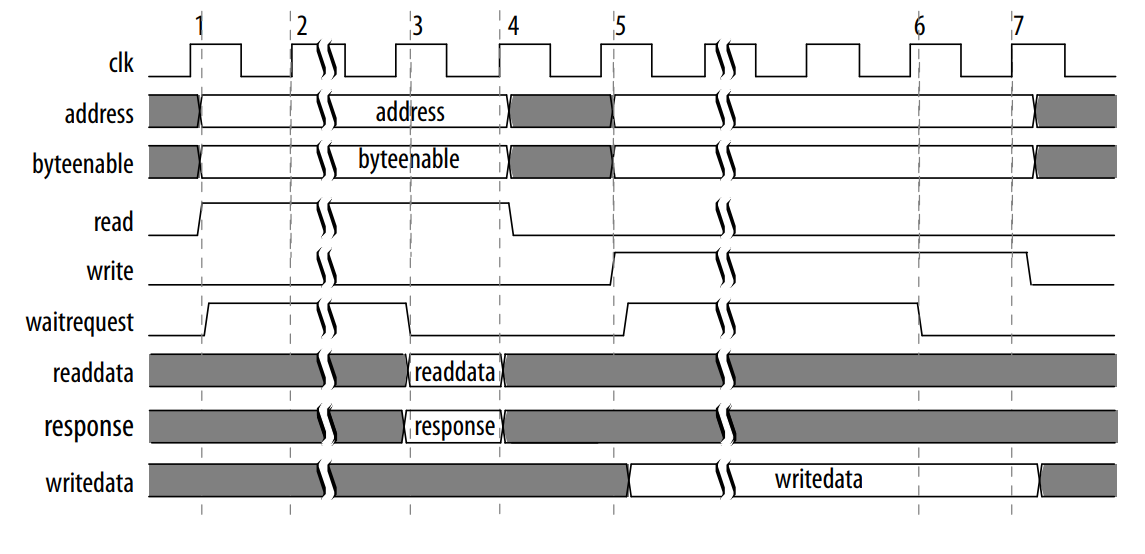 1 2 3 4 5 6 7
clk
address address
byteenable byteenable
read
write
waitrequest
readdata readdata
response response
writedata writedata